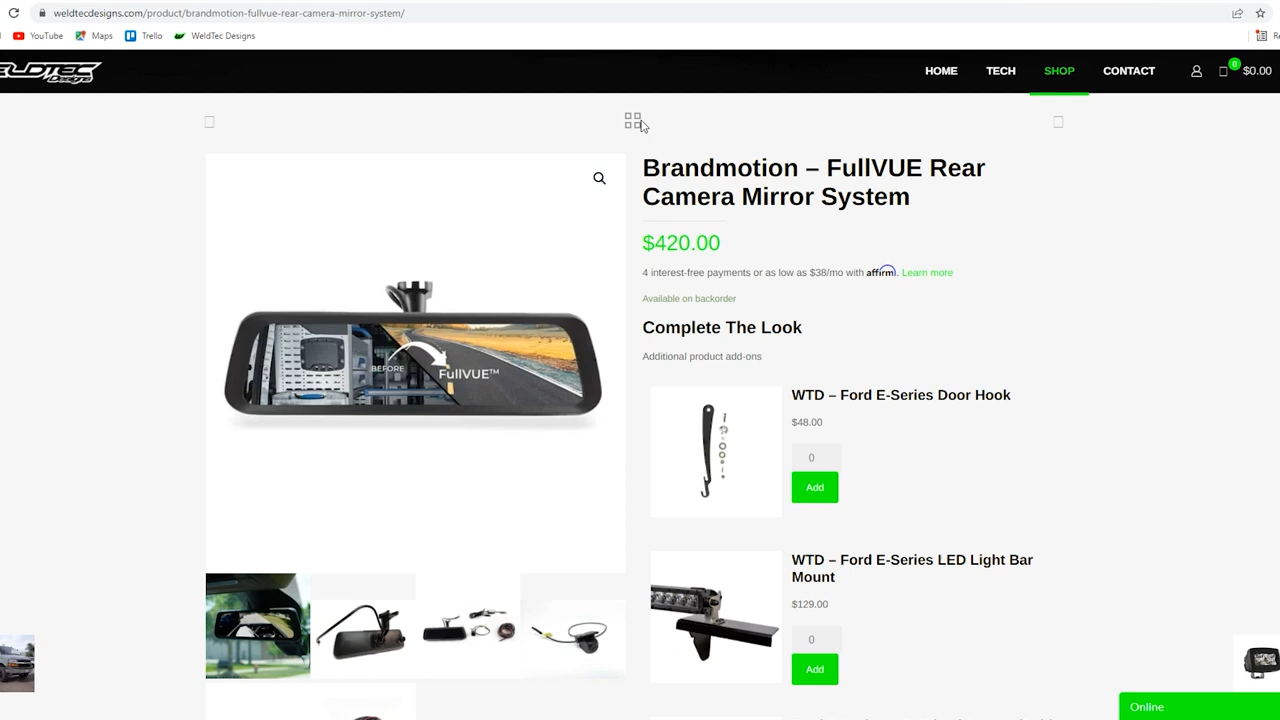 weldtecdesigns.com/product/brandmotion-fullvue-rear-camera-mirror-system/
YouTube
Maps
Trello
WeldTec Designs
HOME
TECH
SHOP
CONTACT
0
$0.00
Brandmotion – FullVUE Rear
Camera Mirror System
$420.00
4 interest-free payments or as low as $38/mo with affirm. Learn more
Available on backorder
Complete The Look
Additional product add-ons
BEFORE
FullVUE™
WTD – Ford E-Series Door Hook
$48.00
0
Add
WTD – Ford E-Series LED Light Bar
Mount
$129.00
0
Add
Online